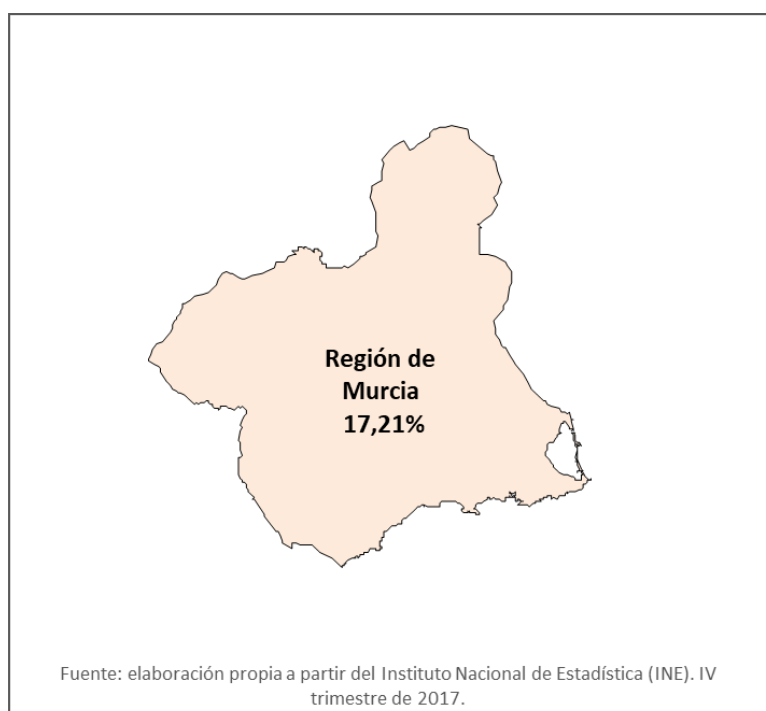 Región de
Murcia
17,21%
Fuente: elaboración propia a partir del Instituto Nacional de Estadística (INE). IV
trimestre de 2017.